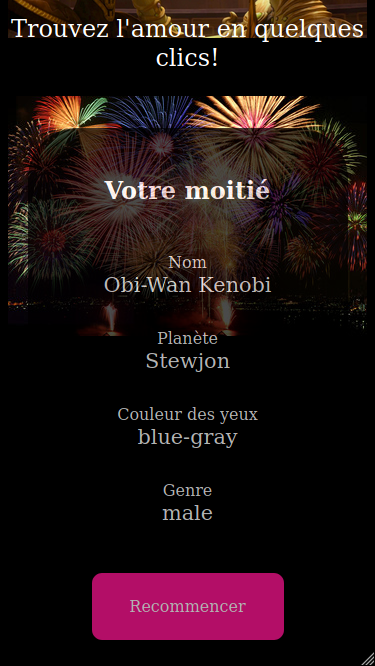 Trouvez l'amour en quelques
clics!
Votre moitié
Nom
Obi-Wan Kenobi
Planète
Stewjon
Couleur des yeux
blue-gray
Genre
male
Recommencer